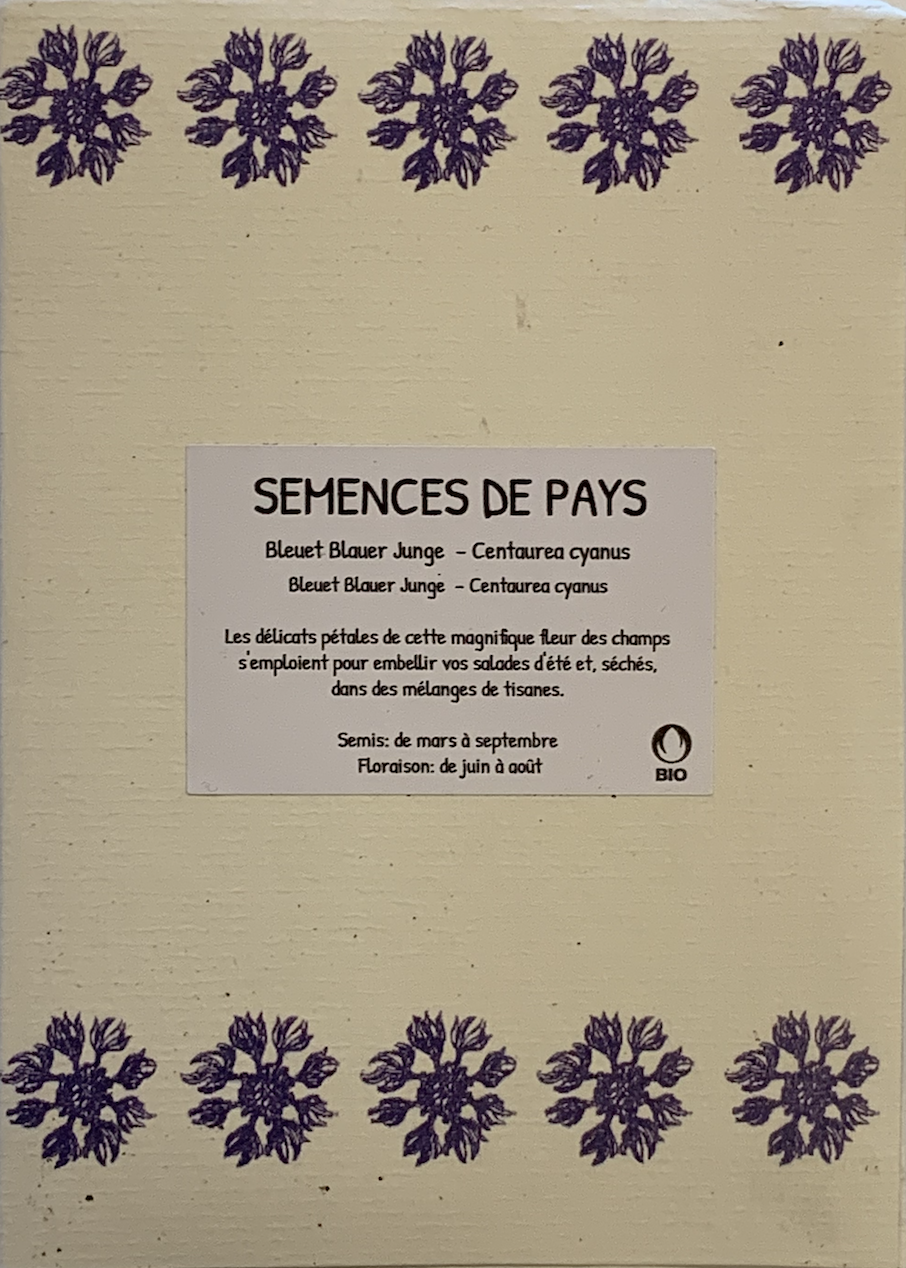 SEMENCES DE PAYS
Bleuet Blauer Junge – Centaurea cyanus
Bleuet Blauer Junge – Centaurea cyanus
Les délicats pétales de cette magnifique fleur des champs
s'emploient pour embellir vos salades d'été et, séchés,
dans des mélanges de tisanes.
Semis: de mars à septembre
Floraison: de juin à août
BIO